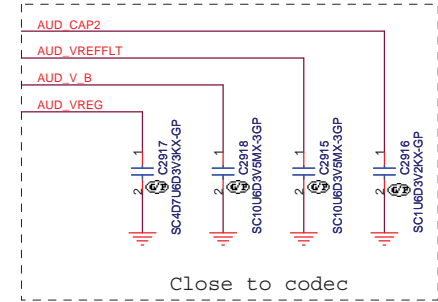 AUD_CAP2
AUD_VREFFLT
AUD_V_B
AUD_VREG
1
2
C2917
SC4D7U6D3V3KX-GP
1
2
C2918
SC10U6D3V5MX-3GP
1
2
C2915
SC10U6D3V5MX-3GP
1
2
C2916
SC1U6D3V2KX-GP
Close to codec